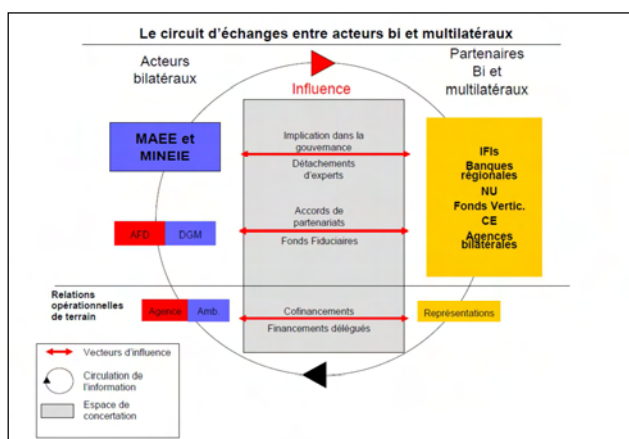 Le circuit d'échanges entre acteurs bi et multilatéraux
Acteurs
bilatéraux
Partenaires
Bi et
multilatéraux
Influence
MAEE et
MINEIE
Implication dans la
gouvernance
Détachements
d'experts
IFIs
Banques
régionales
NU
Fonds Vertic.
CE
Agences
bilatérales
AFD
DGM
Accords de
partenariats
Fonds Fiduciaires
Relations
opérationnelles
de terrain
Agence
Amb.
Cofinancements
Financements délégués
Représentations
Vecteurs d'influence
Circulation de
l'information
Espace de
concertation